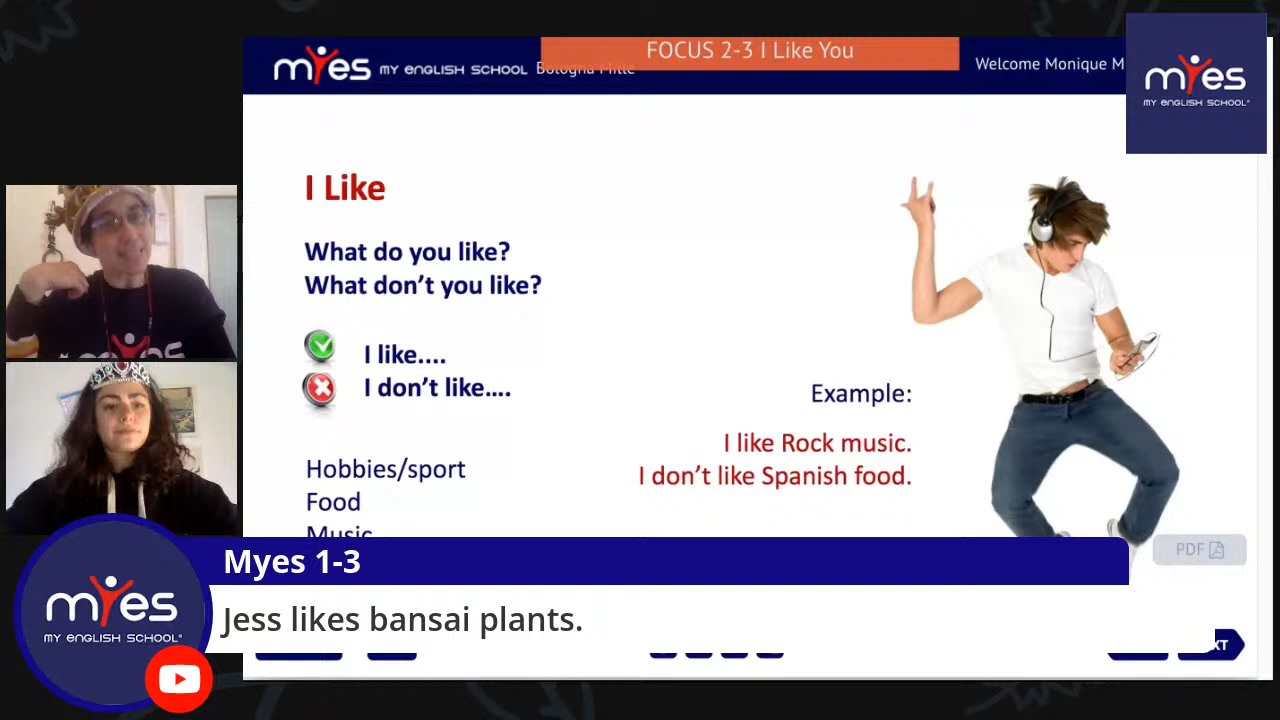 FOCUS 2-3 I Like You
myes MY ENGLISH SCHOOL Bologna Mille
Welcome Monique M
myes
MY ENGLISH SCHOOL
I Like
What do you like?
What don't you like?
I like....
I don't like....
Example:
I like Rock music.
I don't like Spanish food.
Hobbies/sport
Food
Music
PDF
Myes 1-3
Jess likes bansai plants.
myes
MY ENGLISH SCHOOL
XT